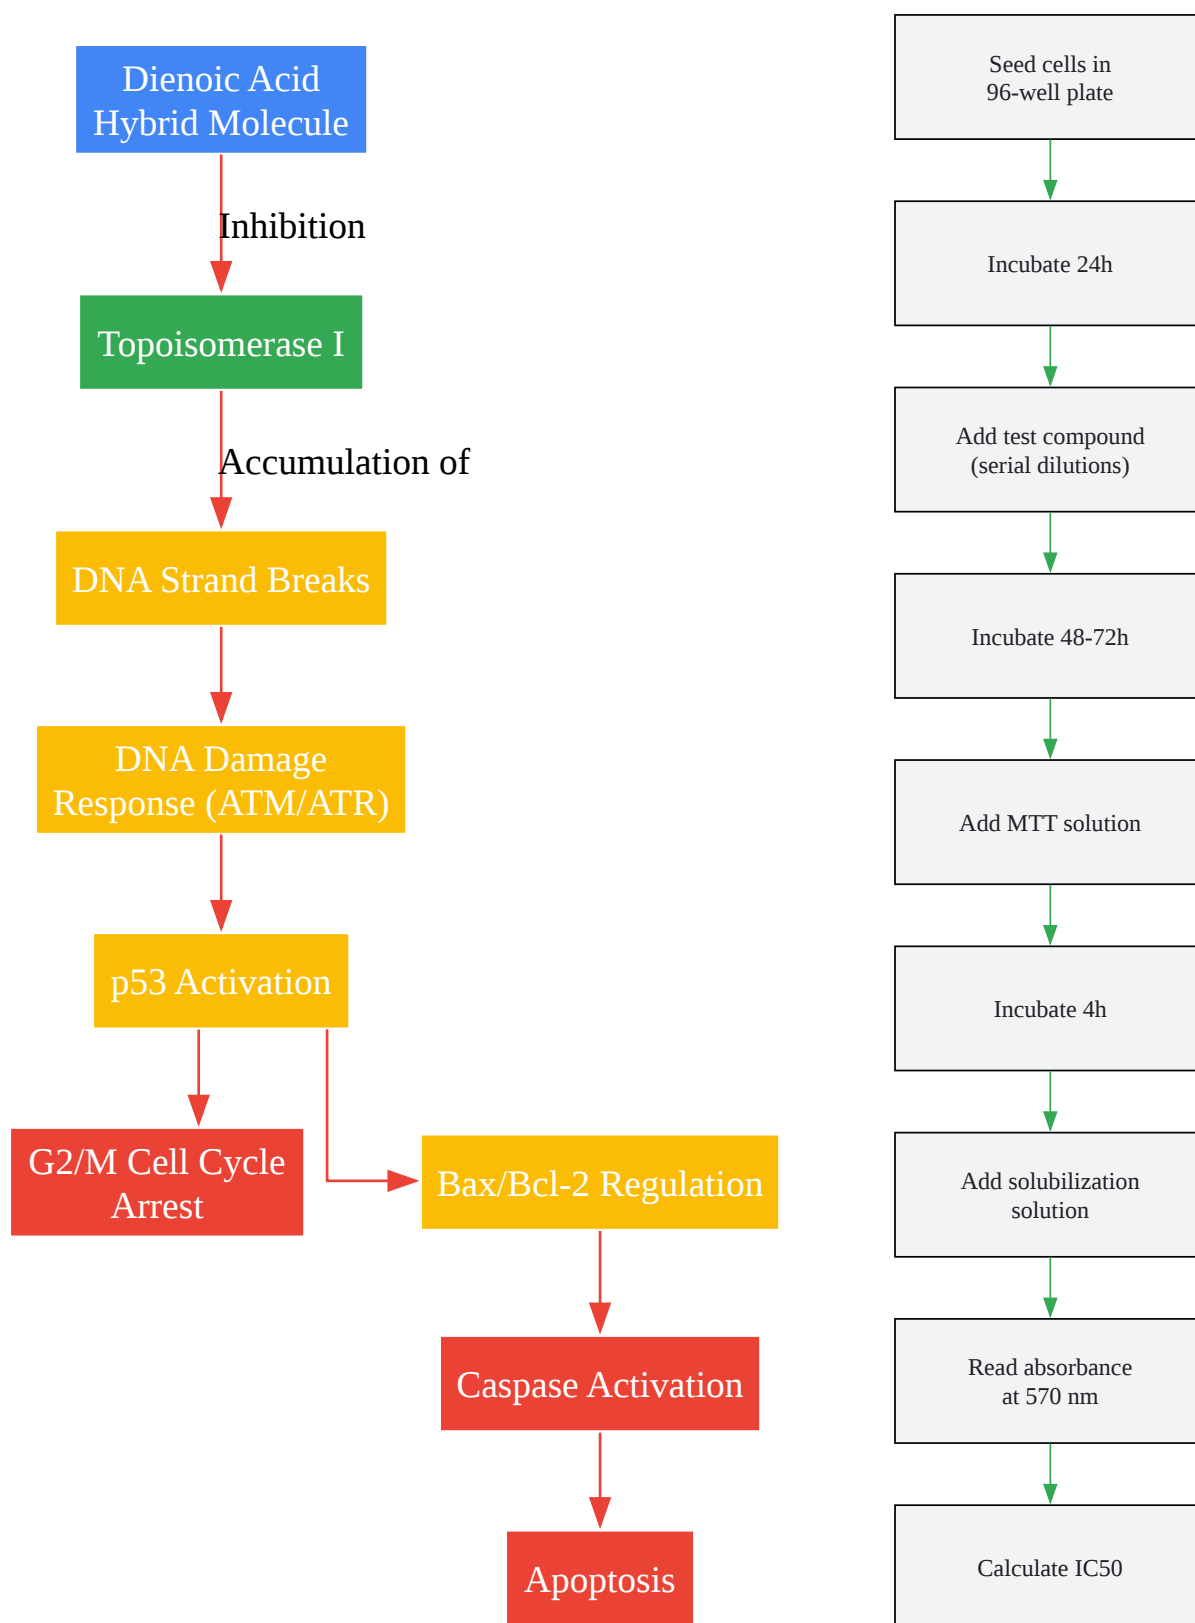 Dienoic Acid
Hybrid Molecule
Inhibition
Topoisomerase I
Accumulation of
DNA Strand Breaks
DNA Damage
Response (ATM/ATR)
p53 Activation
G2/M Cell Cycle
Arrest
Bax/Bcl-2 Regulation
Caspase Activation
Apoptosis
Seed cells in
96-well plate
Incubate 24h
Add test compound
(serial dilutions)
Incubate 48-72h
Add MTT solution
Incubate 4h
Add solubilization
solution
Read absorbance
at 570 nm
Calculate IC50